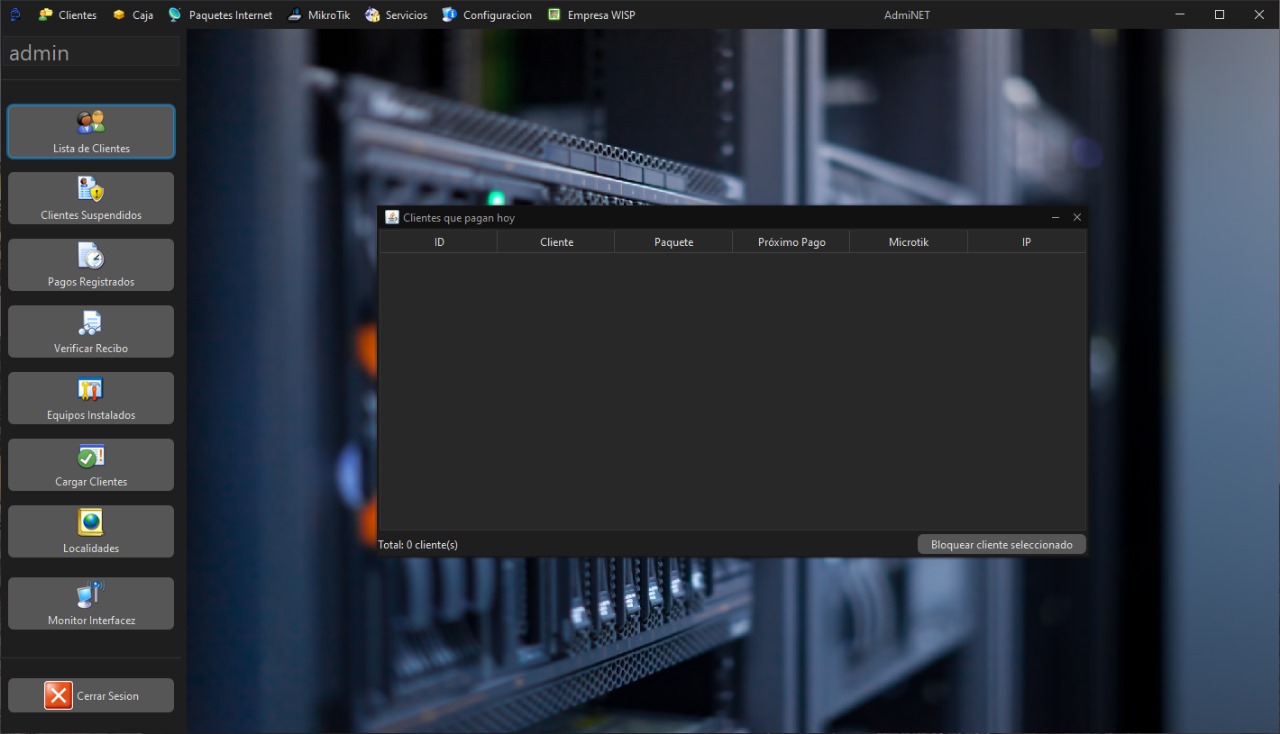 Clientes
Caja
Paquetes Internet
MikroTik
Servicios
Configuracion
Empresa WISP
AdmiNET
admin
Lista de Clientes
Clientes Suspendidos
Pagos Registrados
Verificar Recibo
Equipos Instalados
Cargar Clientes
Localidades
Monitor Interfacez
Cerrar Sesion
Clientes que pagan hoy
ID
Cliente
Paquete
Próximo Pago
Microtik
IP
Total: 0 cliente(s)
Bloquear cliente seleccionado